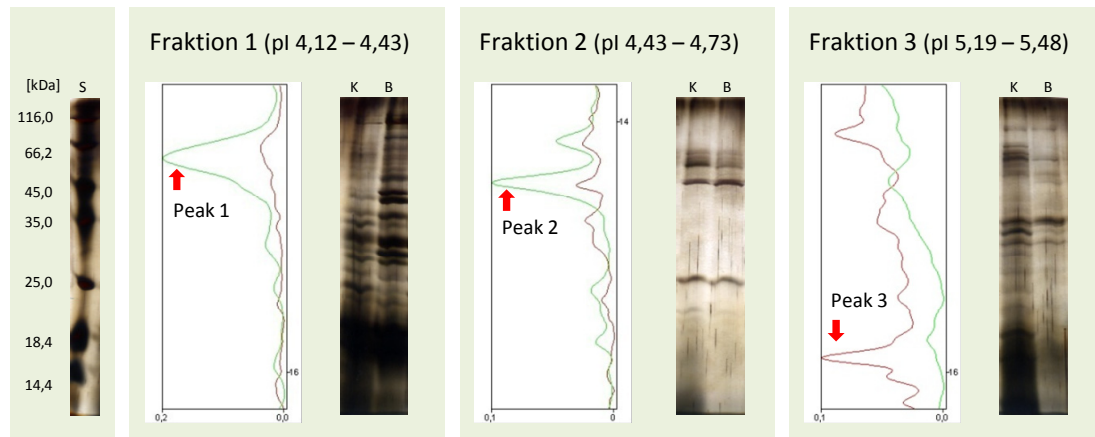 [kDa] S
116,0
66,2
45,0
35,0
25,0
18,4
14,4
Fraktion 1 (pI 4,12 – 4,43)
K B
Peak 1
16
0,2 0,0
Fraktion 2 (pI 4,43 – 4,73)
K B
14
Peak 2
16
0,1 0
Fraktion 3 (pI 5,19 – 5,48)
K B
14
Peak 3
16
0,1 0,0